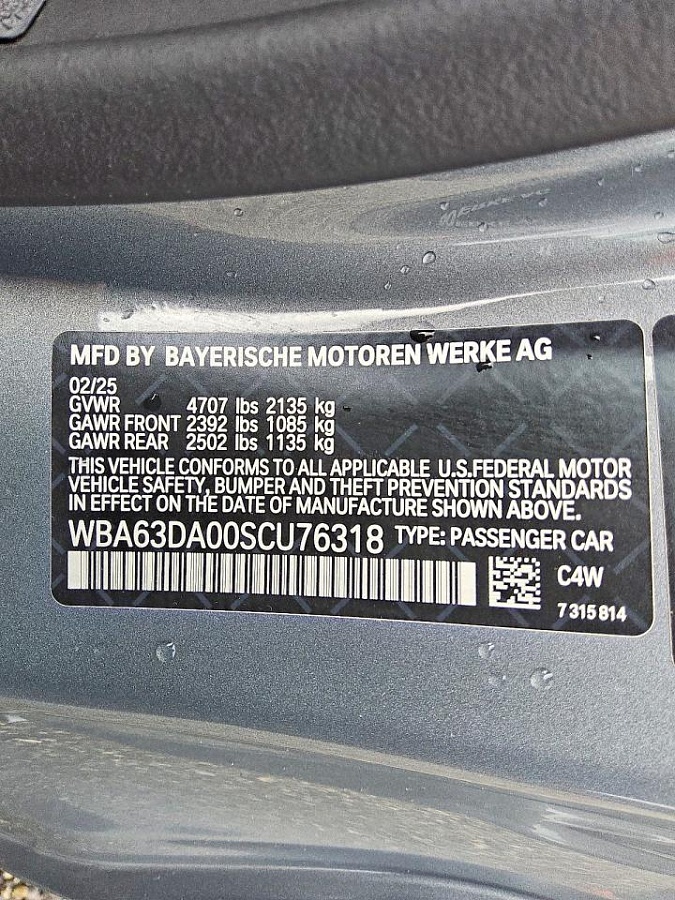 MFD BY BAYERISCHE MOTOREN WERKE AG
02/25
GVWR 4707 lbs 2135 kg
GAWR FRONT 2392 lbs 1085 kg
GAWR REAR 2502 lbs 1135 kg
THIS VEHICLE CONFORMS TO ALL APPLICABLE U.S.FEDERAL MOTOR
VEHICLE SAFETY, BUMPER AND THEFT PREVENTION STANDARDS
IN EFFECT ON THE DATE OF MANUFACTURE SHOWN ABOVE.
WBA63DA00SCU76318 TYPE: PASSENGER CAR
C4W
7 315 814